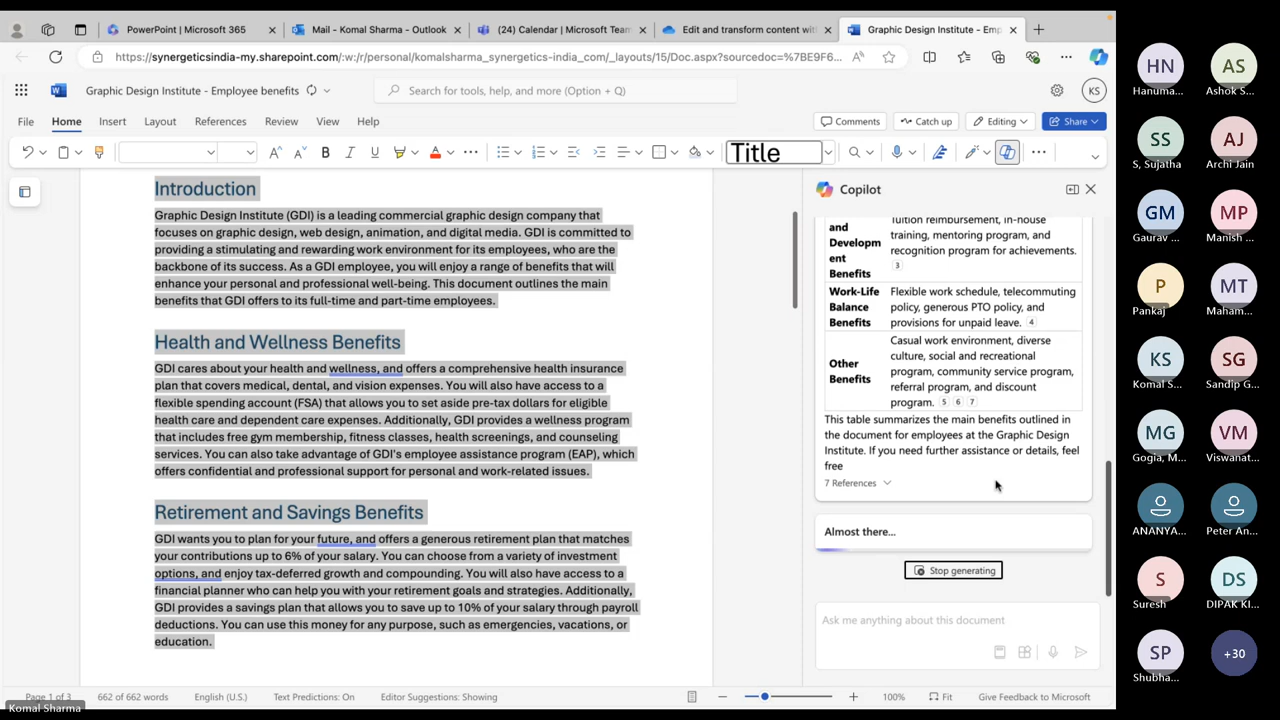 PowerPoint | Microsoft 365
Mail - Komal Sharma - Outlook
(24) Calendar | Microsoft Team
Edit and transform content wit
Graphic Design Institute - Emp
https://synergeticsindia-my.sharepoint.com/:w:/r/personal/komalsharma_synergetics-india_com/_layouts/15/Doc.aspx?sourcedoc=%7BE9F6...
Graphic Design Institute - Employee benefits
Search for tools, help, and more (Option + Q)
KS
File Home Insert Layout References Review View Help
Comments Catch up Editing Share
Title
Introduction
Graphic Design Institute (GDI) is a leading commercial graphic design company that
focuses on graphic design, web design, animation, and digital media. GDI is committed to
providing a stimulating and rewarding work environment for its employees, who are the
backbone of its success. As a GDI employee, you will enjoy a range of benefits that will
enhance your personal and professional well-being. This document outlines the main
benefits that GDI offers to its full-time and part-time employees.
Health and Wellness Benefits
GDI cares about your health and wellness, and offers a comprehensive health insurance
plan that covers medical, dental, and vision expenses. You will also have access to a
flexible spending account (FSA) that allows you to set aside pre-tax dollars for eligible
health care and dependent care expenses. Additionally, GDI provides a wellness program
that includes free gym membership, fitness classes, health screenings, and counseling
services. You can also take advantage of GDI's employee assistance program (EAP), which
offers confidential and professional support for personal and work-related issues.
Retirement and Savings Benefits
GDI wants you to plan for your future, and offers a generous retirement plan that matches
your contributions up to 6% of your salary. You can choose from a variety of investment
options, and enjoy tax-deferred growth and compounding. You will also have access to a
financial planner who can help you with your retirement goals and strategies. Additionally,
GDI provides a savings plan that allows you to save up to 10% of your salary through payroll
deductions. You can use this money for any purpose, such as emergencies, vacations, or
education.
Copilot
and
Developm
ent
Benefits
Tuition reimbursement, in-house
training, mentoring program, and
recognition program for achievements.
3
Work-Life
Balance
Benefits
Flexible work schedule, telecommuting
policy, generous PTO policy, and
provisions for unpaid leave. 4
Other
Benefits
Casual work environment, diverse
culture, social and recreational
program, community service program,
referral program, and discount
program. 5 6 7
This table summarizes the main benefits outlined in
the document for employees at the Graphic Design
Institute. If you need further assistance or details, feel
free
7 References
Almost there...
Stop generating
Ask me anything about this document
Page 1 of 3 662 of 662 words English (U.S.) Text Predictions: On Editor Suggestions: Showing 100% Fit Give Feedback to Microsoft
Komal Sharma
HN
Hanuma...
AS
Ashok S...
SS
S, Sujatha
AJ
Archi Jain
GM
Gaurav ...
MP
Manish ...
P
Pankaj
MT
Maham...
KS
Komal S...
SG
Sandip G...
MG
Gogia, M...
VM
Viswanat...
ANANYA...
Peter An...
S
Suresh
DS
DIPAK KI...
SP
Shubha...
+30